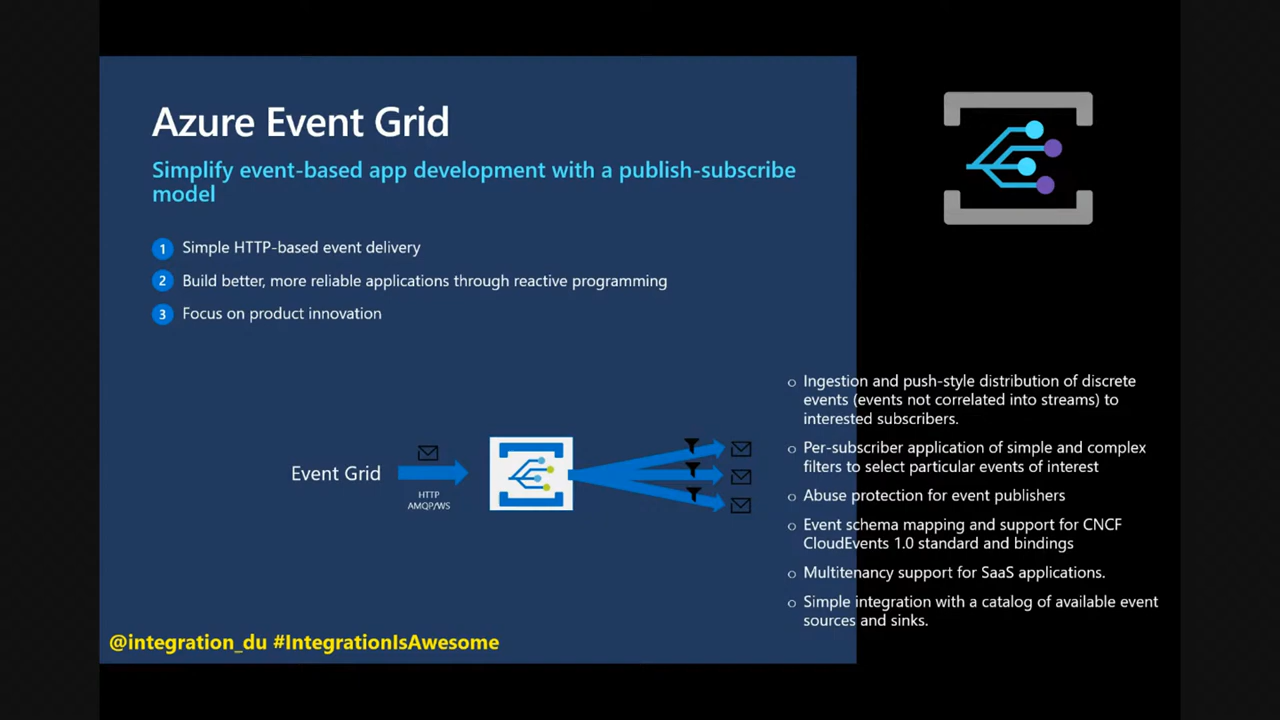 Azure Event Grid
Simplify event-based app development with a publish-subscribe
model
1 Simple HTTP-based event delivery
2 Build better, more reliable applications through reactive programming
3 Focus on product innovation
Event Grid
HTTP
AMQP/WS
Ingestion and push-style distribution of discrete
events (events not correlated into streams) to
interested subscribers.
Per-subscriber application of simple and complex
filters to select particular events of interest
Abuse protection for event publishers
Event schema mapping and support for CNCF
CloudEvents 1.0 standard and bindings
Multitenancy support for SaaS applications.
Simple integration with a catalog of available event
sources and sinks.
@integration_du #IntegrationIsAwesome